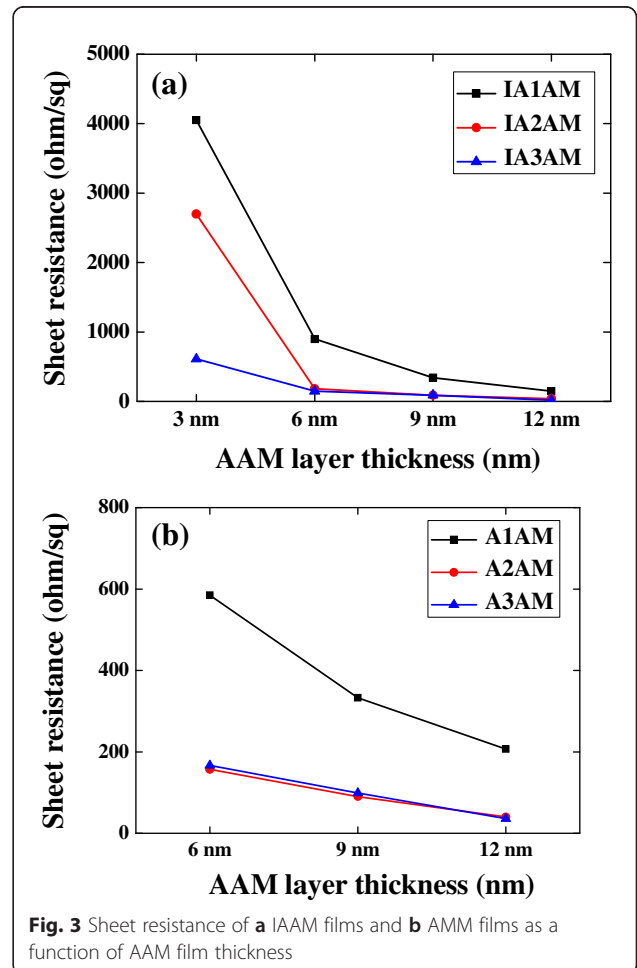 (a)
IA1AM
IA2AM
IA3AM
5000
4000
3000
2000
1000
0
Sheet resistance (ohm/sq)
3 nm 6 nm 9 nm 12 nm
AAM layer thickness (nm)
(b)
A1AM
A2AM
A3AM
800
600
400
200
0
Sheet resistance (ohm/sq)
6 nm 9 nm 12 nm
AAM layer thickness (nm)
Fig. 3 Sheet resistance of a IAAM films and b AMM films as a
function of AAM film thickness